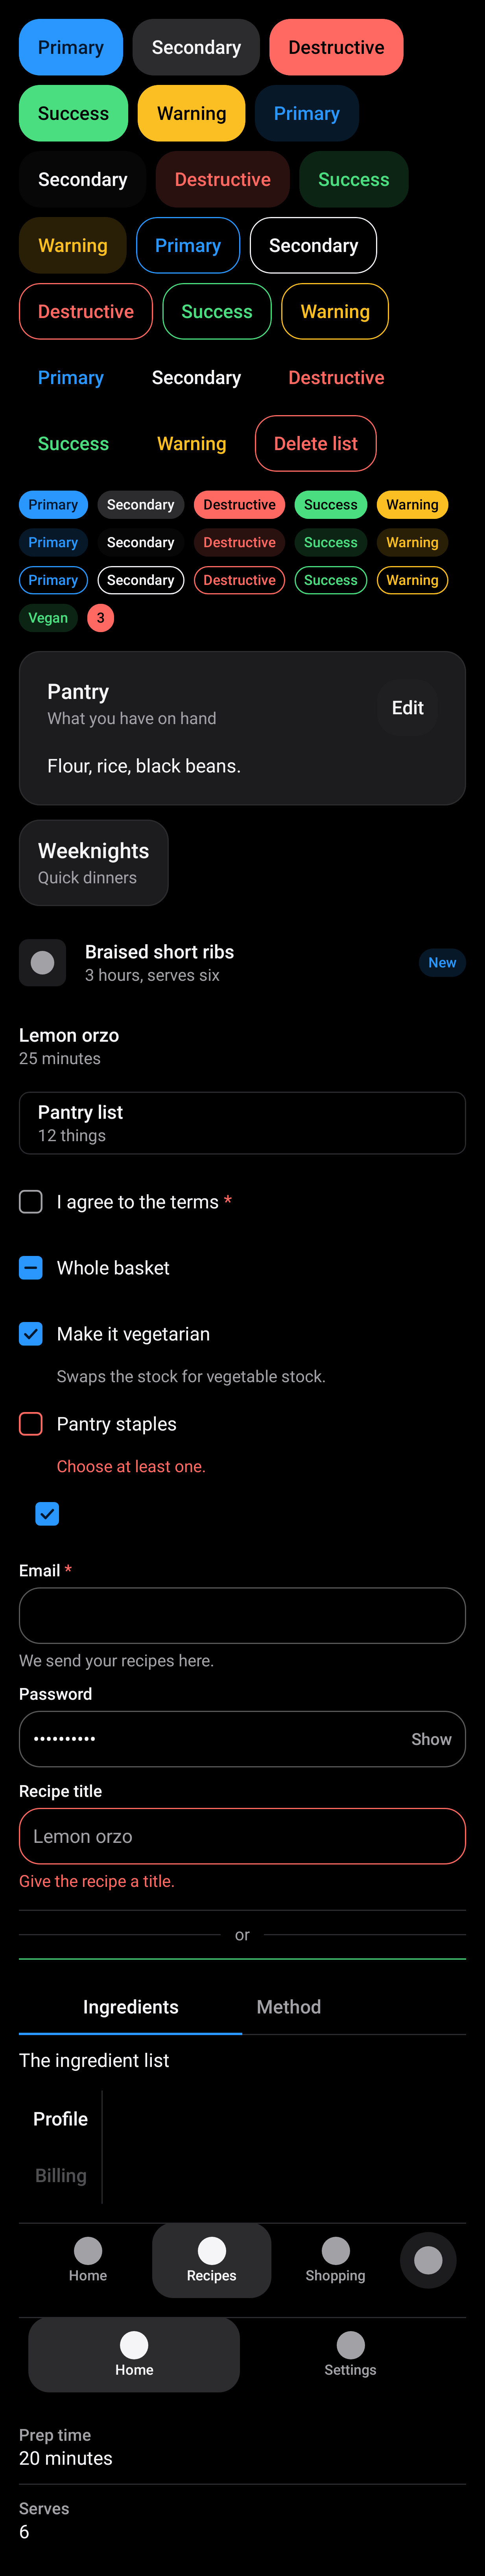 Primary Secondary Destructive
Success Warning Primary
Secondary Destructive Success
Warning Primary Secondary
Destructive Success Warning
Primary Secondary Destructive
Success Warning Delete list
Primary Secondary Destructive Success Warning
Primary Secondary Destructive Success Warning
Primary Secondary Destructive Success Warning
Vegan 3
Pantry
What you have on hand
Edit
Flour, rice, black beans.
Weeknights
Quick dinners
Braised short ribs
3 hours, serves six
New
Lemon orzo
25 minutes
Pantry list
12 things
I agree to the terms *
Whole basket
Make it vegetarian
Swaps the stock for vegetable stock.
Pantry staples
Choose at least one.
Email *
We send your recipes here.
Password
•••••••••• Show
Recipe title
Lemon orzo
Give the recipe a title.
or
Ingredients Method
The ingredient list
Profile
Billing
Home Recipes Shopping
Home Settings
Prep time
20 minutes
Serves
6